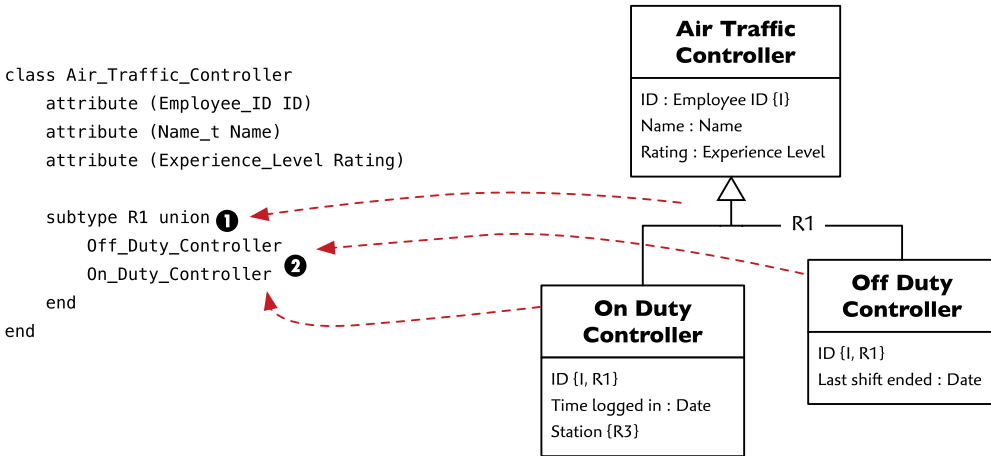 class Air_Traffic_Controller
attribute (Employee_ID ID)
attribute (Name_t Name)
attribute (Experience_Level Rating)
subtype R1 union ❶
Off_Duty_Controller
On_Duty_Controller ❷
end
end
Air Traffic
Controller
ID : Employee ID {I}
Name : Name
Rating : Experience Level
R1
On Duty
Controller
ID {I, R1}
Time logged in : Date
Station {R3}
Off Duty
Controller
ID {I, R1}
Last shift ended : Date